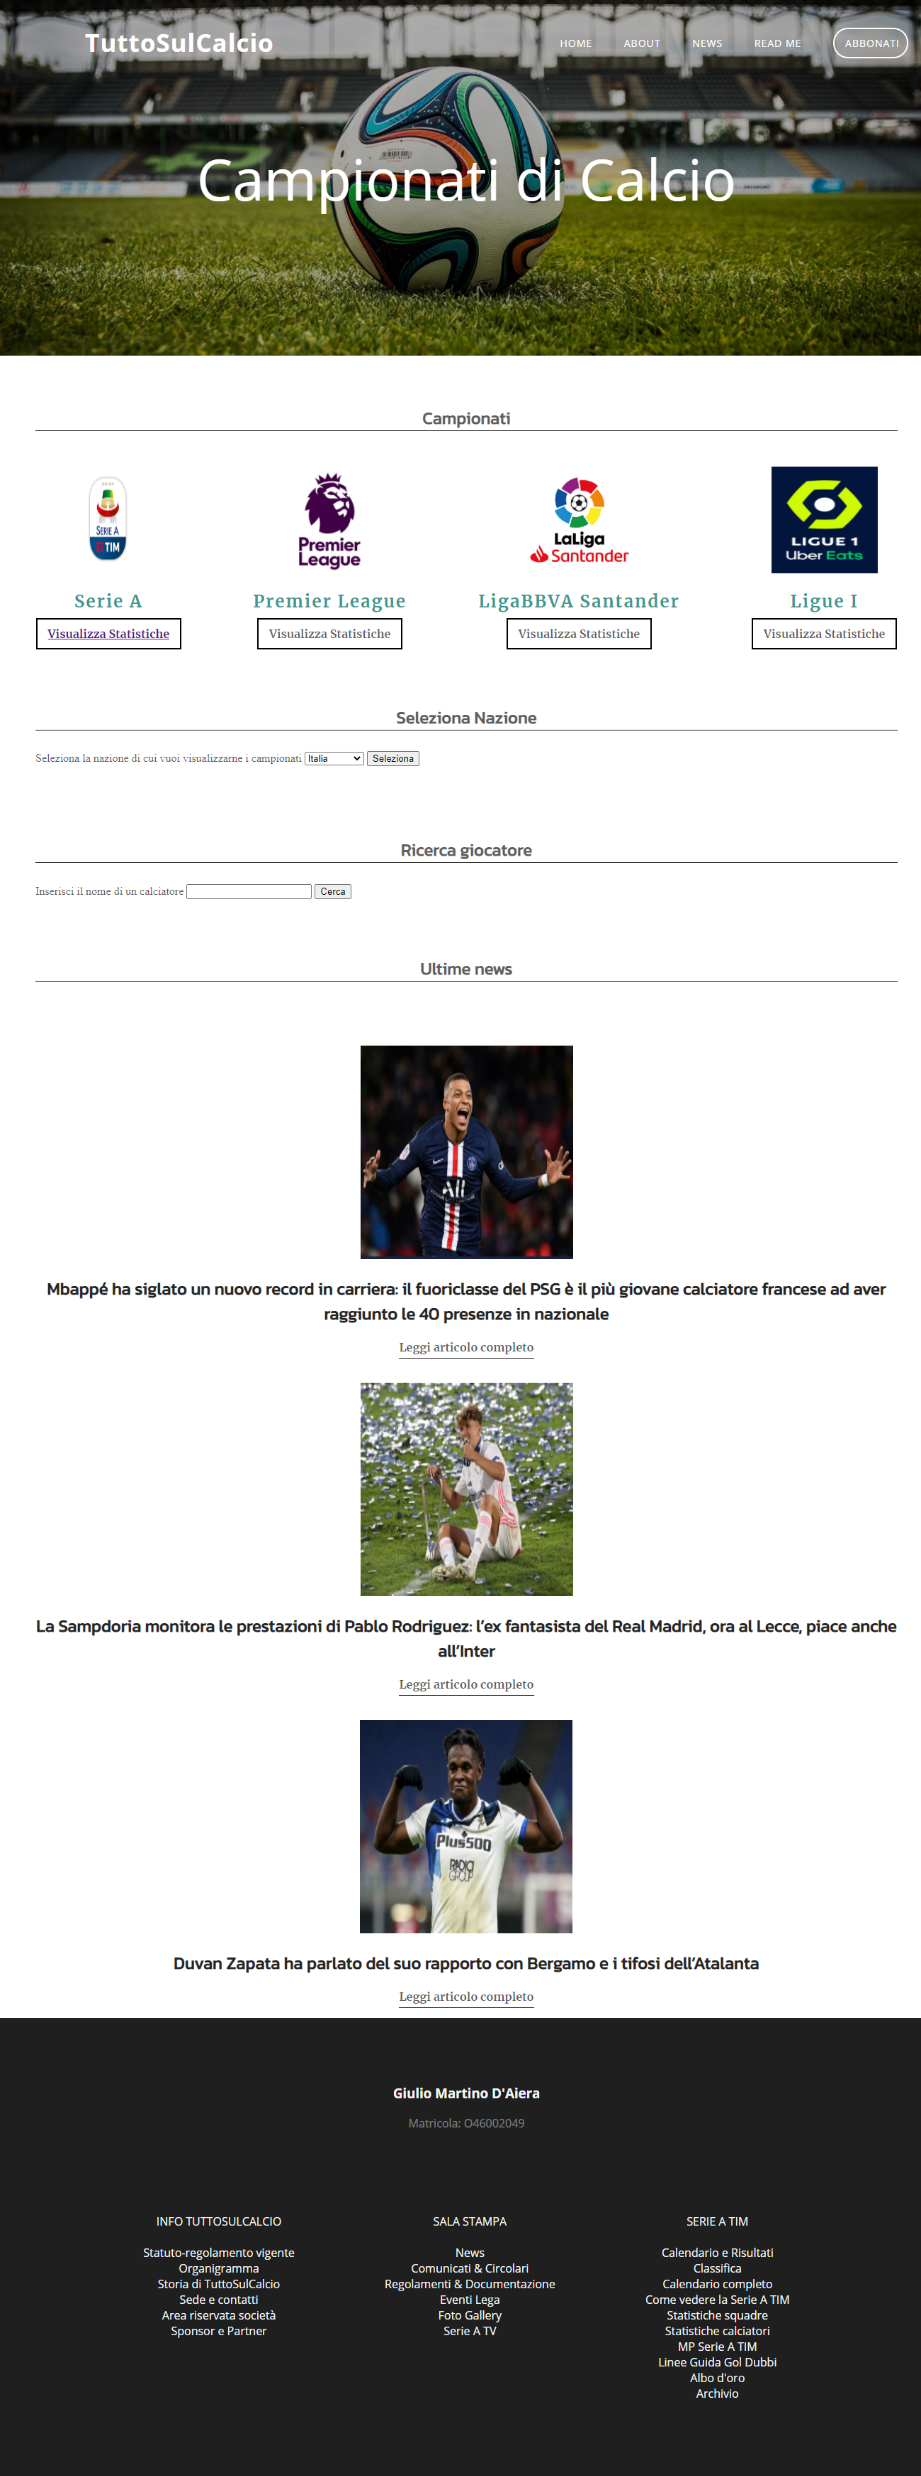 TuttoSulCalcio
HOME ABOUT NEWS READ ME ABBONATI
Campionati di Calcio
Campionati
SERIE A
TIM
Premier
League
LaLiga
Santander
LIGUE 1
Uber Eats
Serie A
Premier League
LigaBBVA Santander
Ligue I
Visualizza Statistiche
Visualizza Statistiche
Visualizza Statistiche
Visualizza Statistiche
Seleziona Nazione
Seleziona la nazione di cui vuoi visualizzarne i campionati Italia Seleziona
Ricerca giocatore
Inserisci il nome di un calciatore Cerca
Ultime news
ALL
Mbappé ha siglato un nuovo record in carriera: il fuoriclasse del PSG è il più giovane calciatore francese ad aver
raggiunto le 40 presenze in nazionale
Leggi articolo completo
La Sampdoria monitora le prestazioni di Pablo Rodriguez: l’ex fantasista del Real Madrid, ora al Lecce, piace anche
all’Inter
Leggi articolo completo
Plus500
RADICI
GROUP
Duvan Zapata ha parlato del suo rapporto con Bergamo e i tifosi dell’Atalanta
Leggi articolo completo
Giulio Martino D'Aiera
Matricola: O46002049
INFO TUTTOSULCALCIO
Statuto-regolamento vigente
Organigramma
Storia di TuttoSulCalcio
Sede e contatti
Area riservata società
Sponsor e Partner
SALA STAMPA
News
Comunicati & Circolari
Regolamenti & Documentazione
Eventi Lega
Foto Gallery
Serie A TV
SERIE A TIM
Calendario e Risultati
Classifica
Calendario completo
Come vedere la Serie A TIM
Statistiche squadre
Statistiche calciatori
MP Serie A TIM
Linee Guida Gol Dubbi
Albo d'oro
Archivio